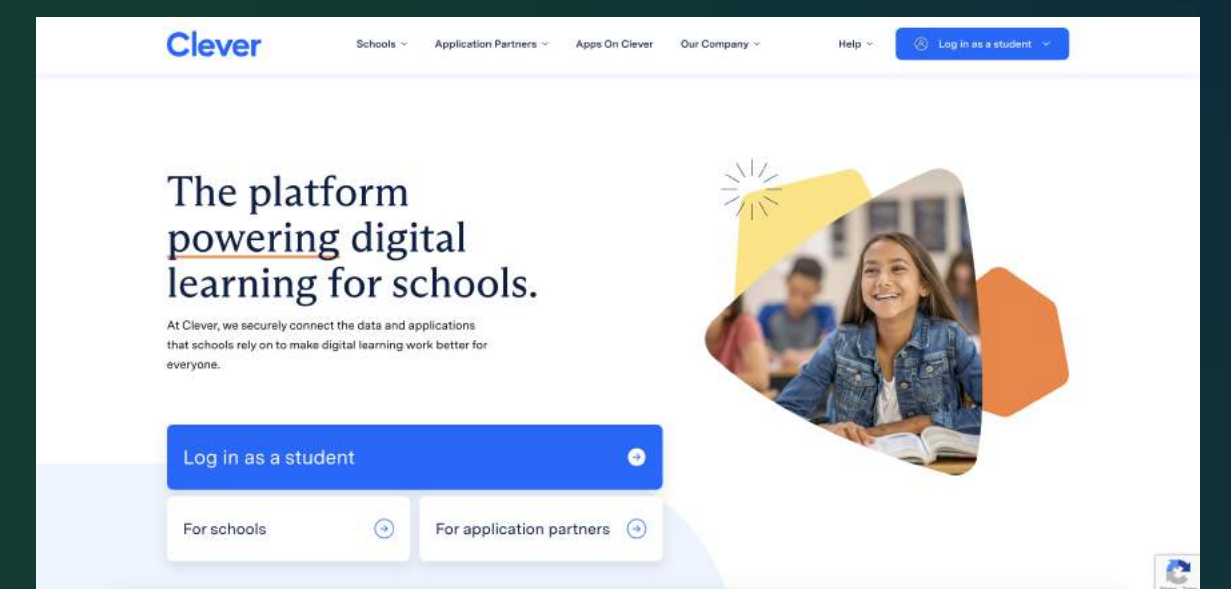 Clever
Schools
Application Partners
Apps On Clever
Our Company
Help
Log in as a student
The platform
powering digital
learning for schools.
At Clever, we securely connect the data and applications
that schools rely on to make digital learning work better for
everyone.
Log in as a student
For schools
For application partners